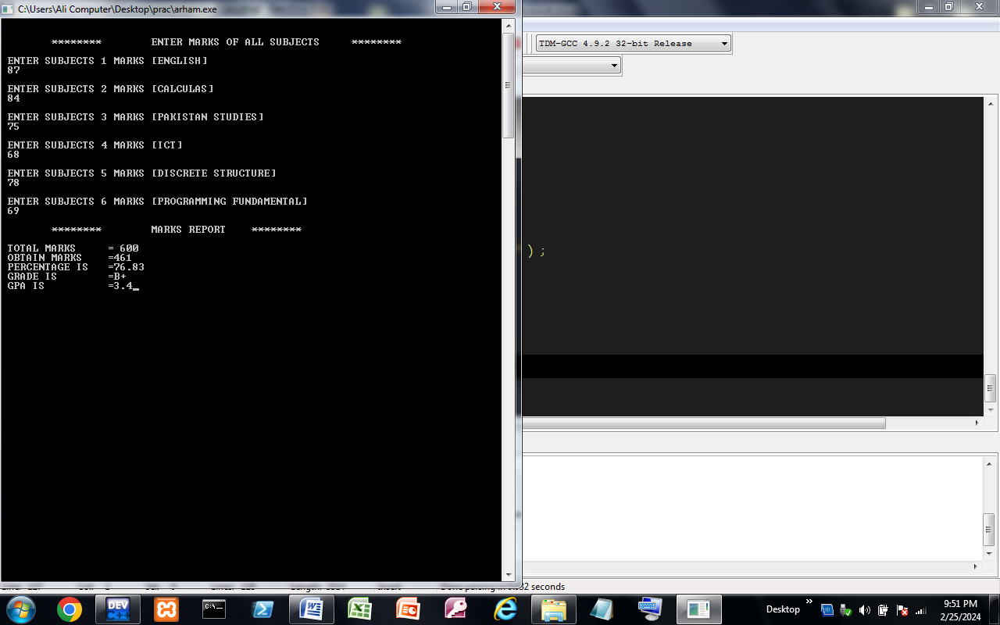 C:\Users\Ali Computer\Desktop\prac\arham.exe
******** ENTER MARKS OF ALL SUBJECTS ********
ENTER SUBJECTS 1 MARKS [ENGLISH]
87
ENTER SUBJECTS 2 MARKS [CALCULAS]
84
ENTER SUBJECTS 3 MARKS [PAKISTAN STUDIES]
75
ENTER SUBJECTS 4 MARKS [ICT]
68
ENTER SUBJECTS 5 MARKS [DISCRETE STRUCTURE]
78
ENTER SUBJECTS 6 MARKS [PROGRAMMING FUNDAMENTAL]
69
******** MARKS REPORT ********
TOTAL MARKS = 600
OBTAIN MARKS =461
PERCENTAGE IS =76.83
GRADE IS =B+
GPA IS =3.4_
TDM-GCC 4.9.2 32-bit Release
) ;
seconds
DEV
C:\
Desktop »
9:51 PM
2/25/2024